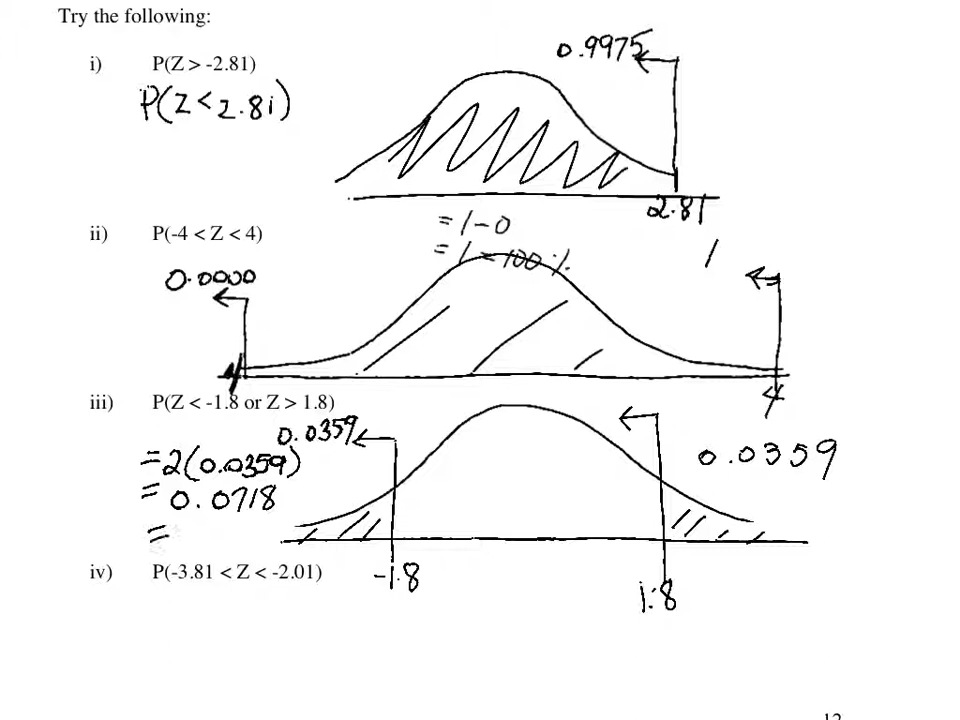 Try the following:
0.9975
i) P(Z > -2.81)
P(Z < 2.81)
2.81
= 1 - 0
ii) P(-4 < Z < 4)
= 1 = 100%
1
0.0000
4
iii) P(Z < -1.8 or Z > 1.8)
0.0359
0.0359
= 2(0.0359)
= 0.0718
=
iv) P(-3.81 < Z < -2.01)
-1.8
1.8